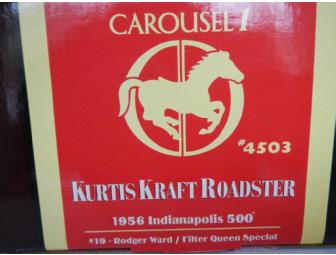 CAROUSEL 1
#4503
KURTIS KRAFT ROADSTER
1956 Indianapolis 500®
#19 - Rodger Ward / Filter Queen Special